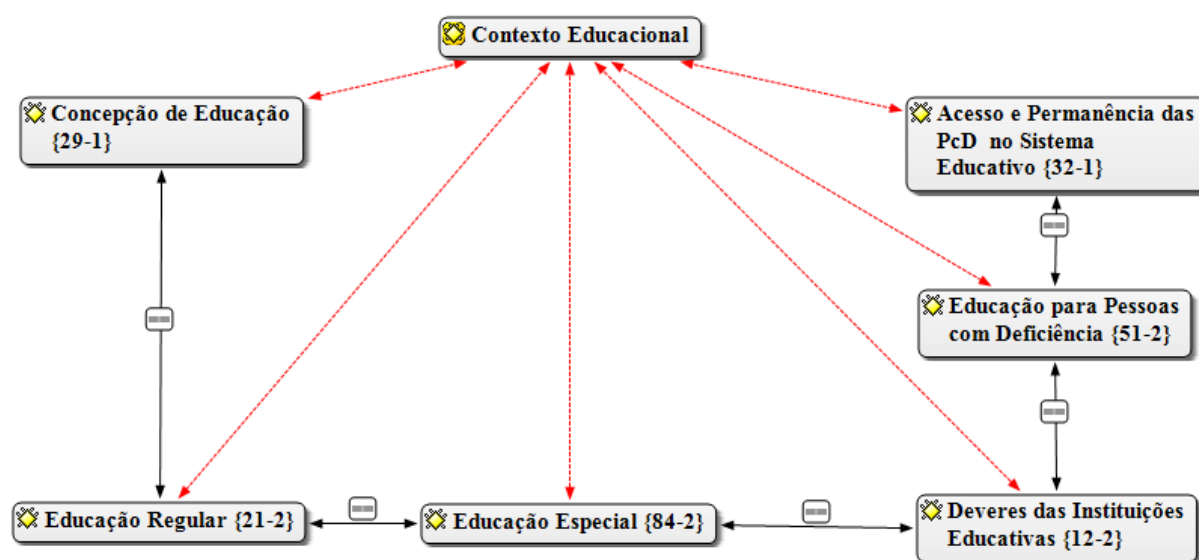 Contexto Educacional
Concepção de Educação
{29-1}
Acesso e Permanência das
PcD no Sistema
Educativo {32-1}
Educação para Pessoas
com Deficiência {51-2}
Educação Regular {21-2}
Educação Especial {84-2}
Deveres das Instituições
Educativas {12-2}